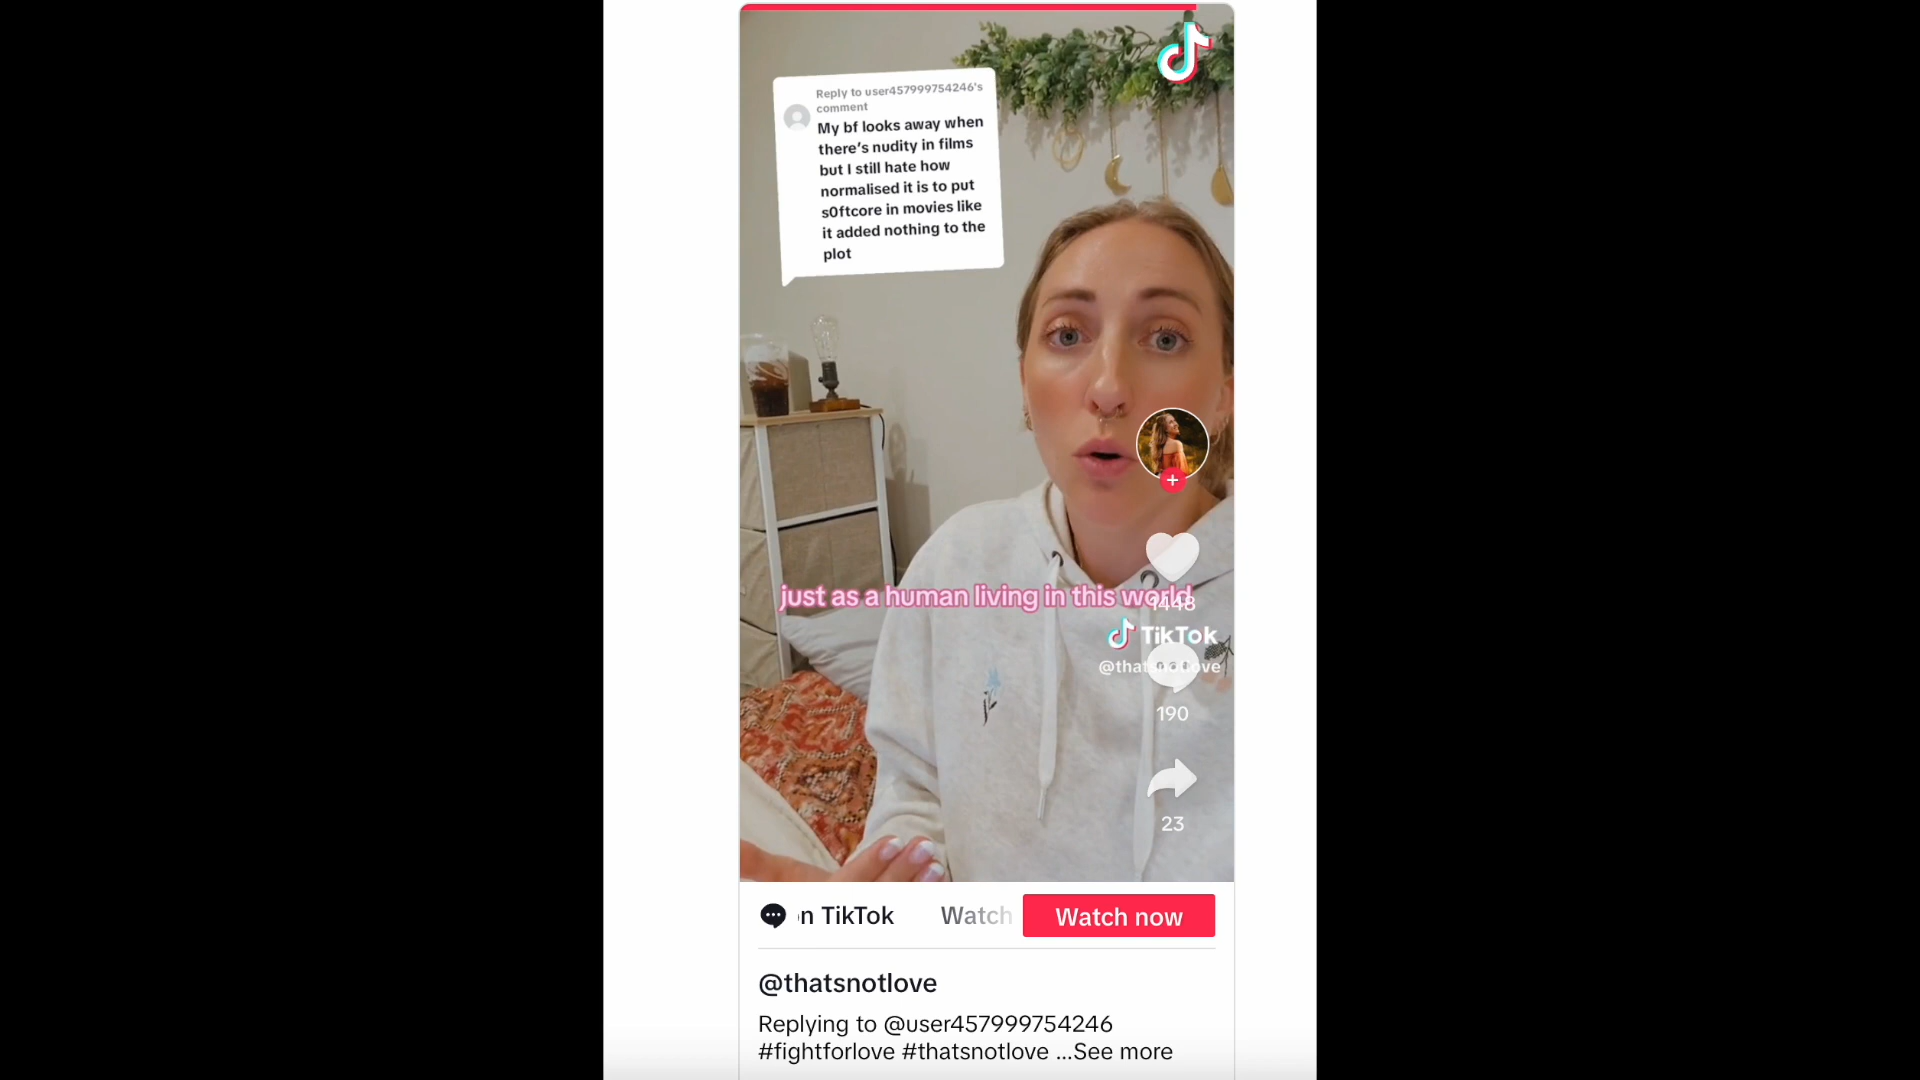 Reply to user457999754246's
comment
My bf looks away when
there's nudity in films
but I still hate how
normalised it is to put
s0ftcore in movies like
it added nothing to the
plot
just as a human living in this world
1448
TikTok
@thatsnotlove
190
23
n TikTok
Watch
Watch now
@thatsnotlove
Replying to @user457999754246
#fightforlove #thatsnotlove ...See more